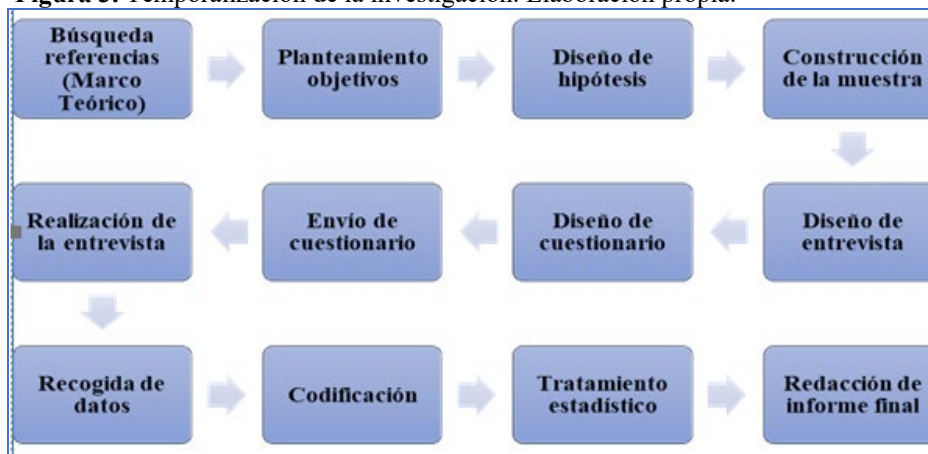 Figura 3. Temporalización de la investigación. Elaboración propia.
Búsqueda
referencias
(Marco
Teórico)
Planteamiento
objetivos
Diseño de
hipótesis
Construcción
de la muestra
Diseño de
entrevista
Diseño de
cuestionario
Envío de
cuestionario
Realización de
la entrevista
Recogida de
datos
Codificación
Tratamiento
estadístico
Redacción de
informe final